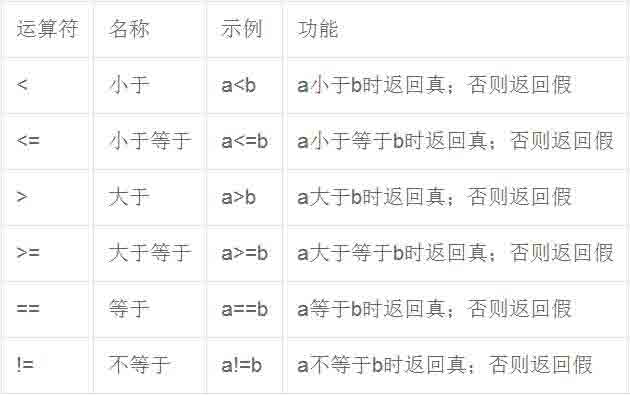 运算符 名称 示例 功能
< 小于 a<b a小于b时返回真；否则返回假
<= 小于等于 a<=b a小于等于b时返回真；否则返回假
> 大于 a>b a大于b时返回真；否则返回假
>= 大于等于 a>=b a大于等于b时返回真；否则返回假
== 等于 a==b a等于b时返回真；否则返回假
!= 不等于 a!=b a不等于b时返回真；否则返回假